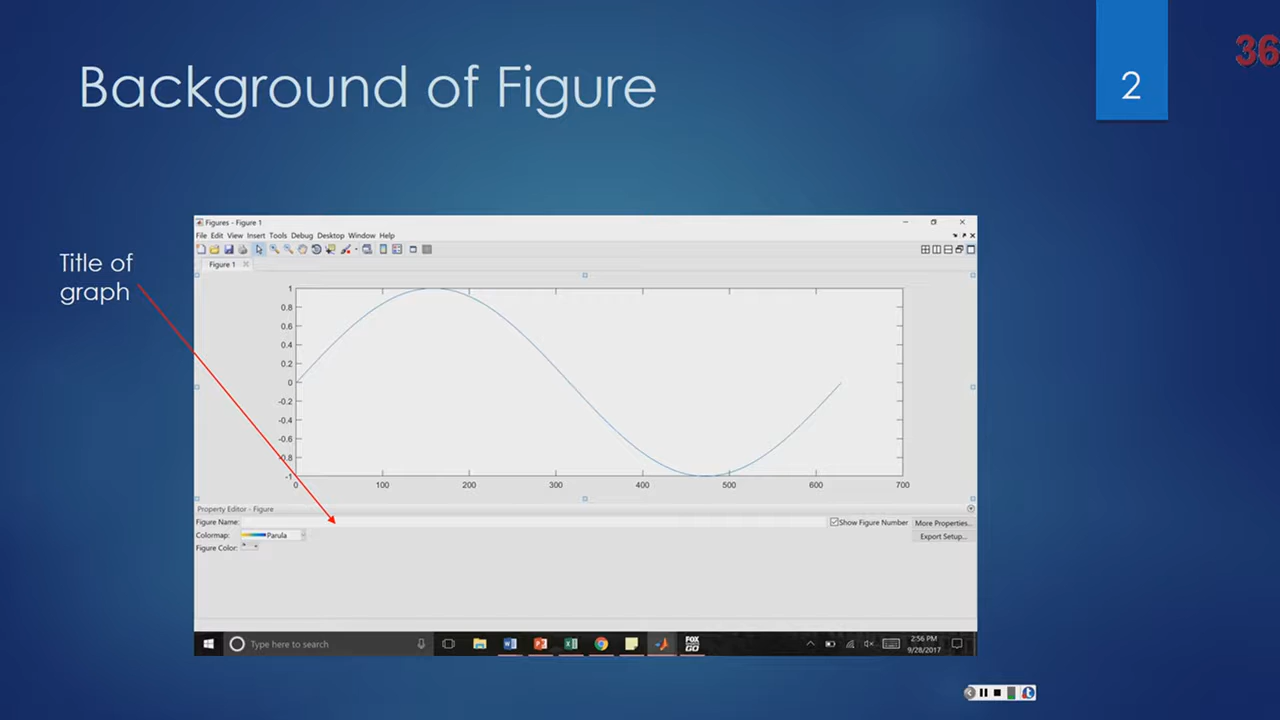 Background of Figure
2
36
Title of
graph
Figures - Figure 1
File Edit View Insert Tools Debug Desktop Window Help
Figure 1
1
0.8
0.6
0.4
0.2
0
-0.2
-0.4
-0.6
-0.8
-1
0 100 200 300 400 500 600 700
Property Editor - Figure
Figure Name: Show Figure Number More Properties...
Colormap: Parula Export Setup...
Figure Color:
Type here to search
FOX
GO
2:56 PM
9/28/2017